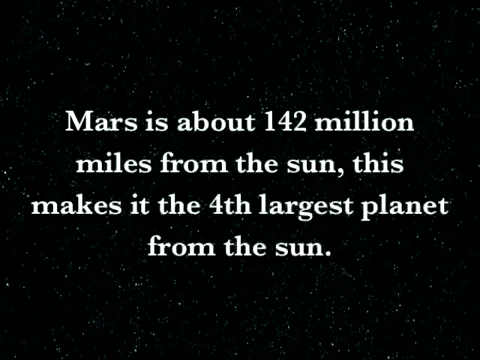 Mars is about 142 million
miles from the sun, this
makes it the 4th largest planet
from the sun.